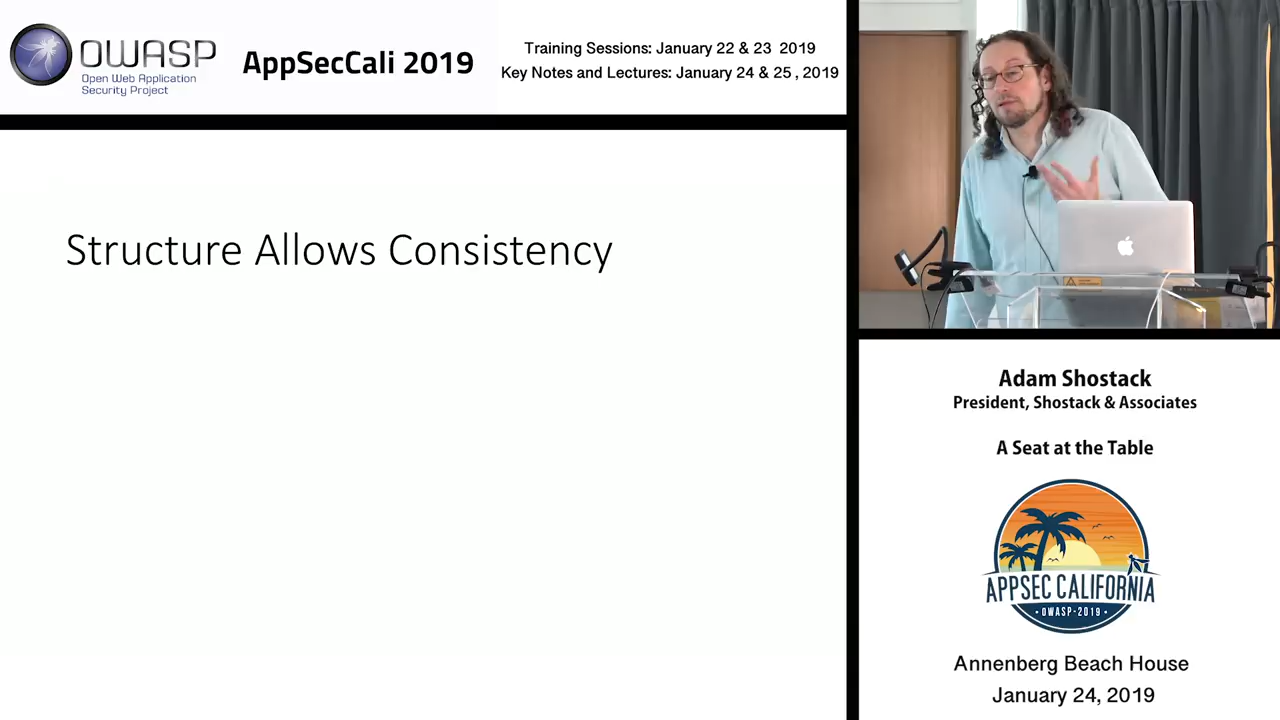 OWASP
Open Web Application
Security Project
AppSecCali 2019
Training Sessions: January 22 & 23 2019
Key Notes and Lectures: January 24 & 25 , 2019
Structure Allows Consistency
Adam Shostack
President, Shostack & Associates
A Seat at the Table
APPSEC CALIFORNIA
• OWASP-2019 •
Annenberg Beach House
January 24, 2019